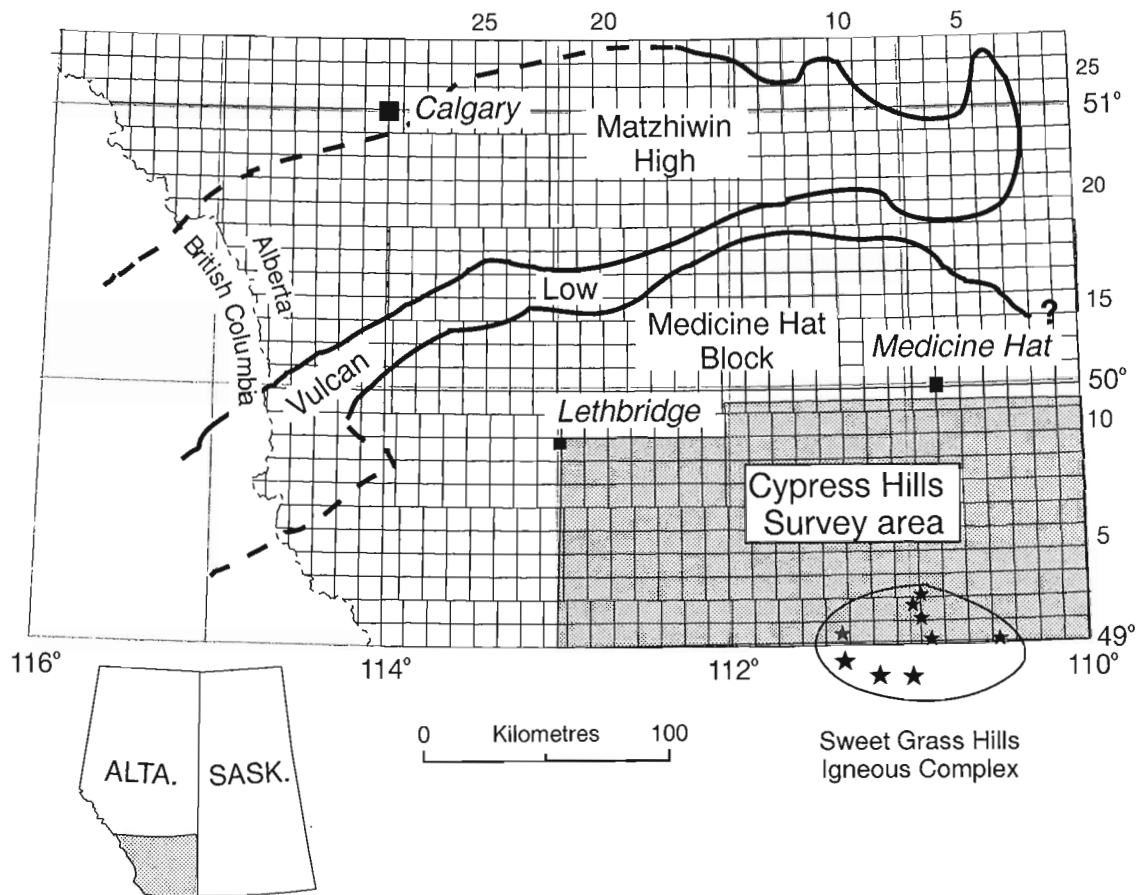 25
20
10
5
25
51°
Calgary
Matzhiwin
High
20
Alberta
British Columbia
Low
15
?
Medicine Hat
Block
Medicine Hat
Vulcan
50°
Lethbridge
10
Cypress Hills
Survey area
5
49°
116°
114°
112°
110°
0
Kilometres
100
Sweet Grass Hills
Igneous Complex
ALTA.
SASK.